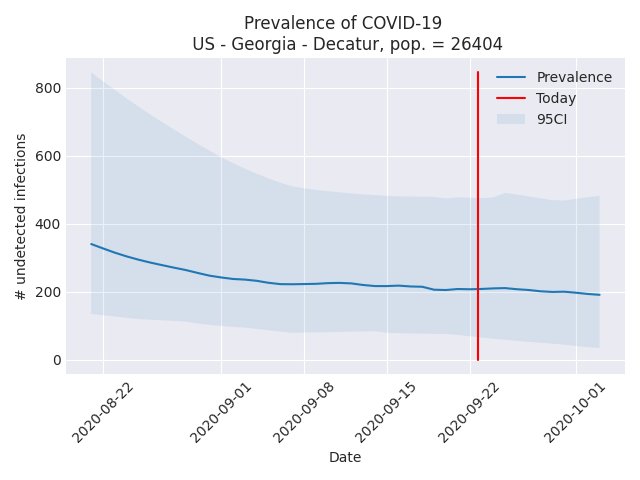 Prevalence of COVID-19
US - Georgia - Decatur, pop. = 26404
Prevalence
Today
95CI
# undetected infections
800
600
400
200
0
2020-08-22
2020-09-01
2020-09-08
2020-09-15
2020-09-22
2020-10-01
Date